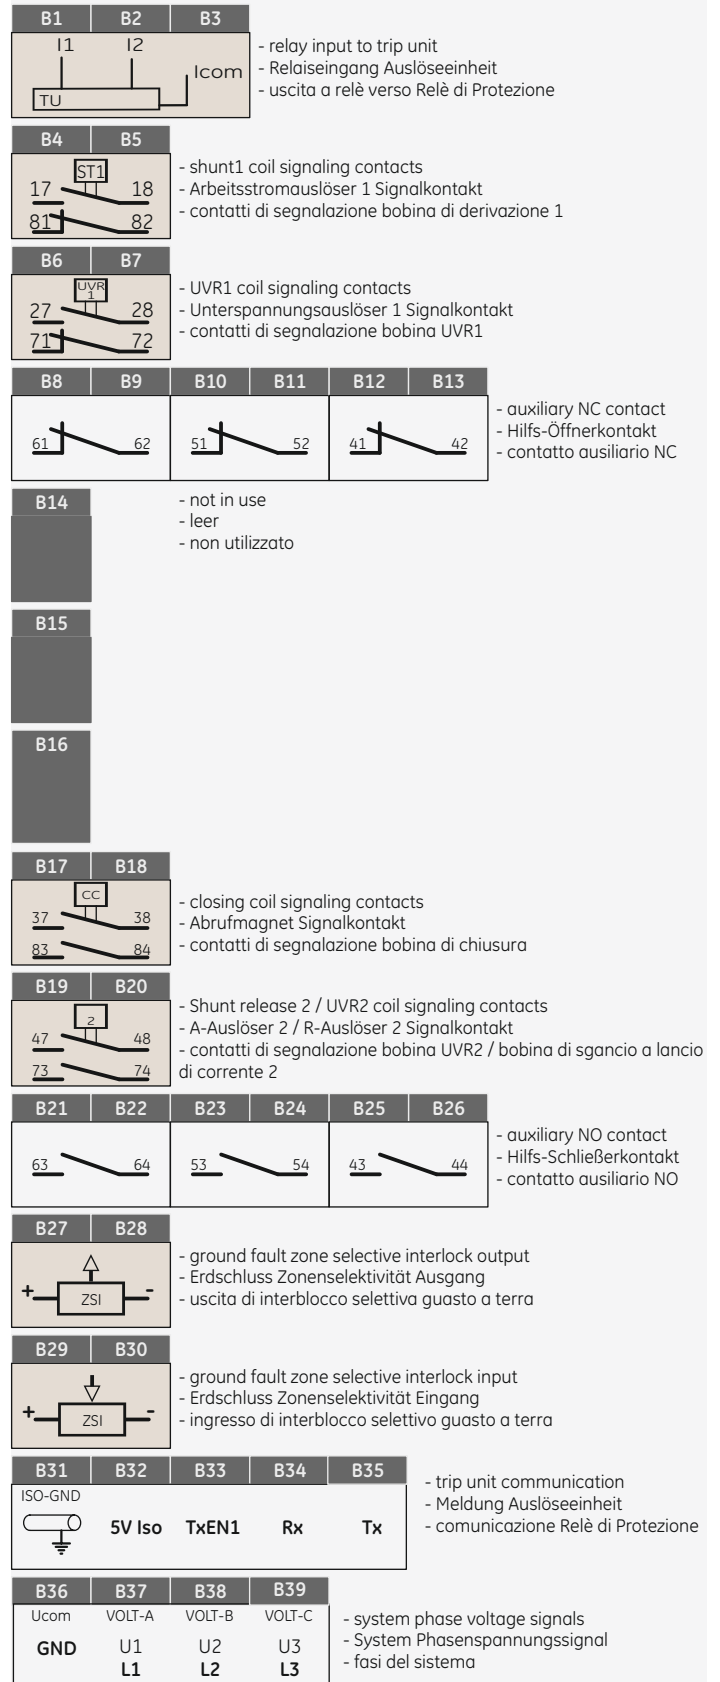 B1 B2 B3
I1 I2
Icom
TU
- relay input to trip unit
- Relaiseingang Auslöseeinheit
- uscita a relè verso Relè di Protezione
B4 B5
ST1
17 18
81 82
- shunt1 coil signaling contacts
- Arbeitsstromauslöser 1 Signalkontakt
- contatti di segnalazione bobina di derivazione 1
B6 B7
UVR
1
27 28
71 72
- UVR1 coil signaling contacts
- Unterspannungsauslöser 1 Signalkontakt
- contatti di segnalazione bobina UVR1
B8 B9 B10 B11 B12 B13
61 62 51 52 41 42
- auxiliary NC contact
- Hilfs-Öffnerkontakt
- contatto ausiliario NC
B14
- not in use
- leer
- non utilizzato
B15
B16
B17 B18
CC
37 38
83 84
- closing coil signaling contacts
- Abrufmagnet Signalkontakt
- contatti di segnalazione bobina di chiusura
B19 B20
2
47 48
73 74
- Shunt release 2 / UVR2 coil signaling contacts
- A-Auslöser 2 / R-Auslöser 2 Signalkontakt
- contatti di segnalazione bobina UVR2 / bobina di sgancio a lancio
di corrente 2
B21 B22 B23 B24 B25 B26
63 64 53 54 43 44
- auxiliary NO contact
- Hilfs-Schließerkontakt
- contatto ausiliario NO
B27 B28
+ ZSI -
- ground fault zone selective interlock output
- Erdschluss Zonenselektivität Ausgang
- uscita di interblocco selettiva guasto a terra
B29 B30
+ ZSI -
- ground fault zone selective interlock input
- Erdschluss Zonenselektivität Eingang
- ingresso di interblocco selettivo guasto a terra
B31 B32 B33 B34 B35
ISO-GND
5V Iso TxEN1 Rx Tx
- trip unit communication
- Meldung Auslöseeinheit
- comunicazione Relè di Protezione
B36 B37 B38 B39
Ucom VOLT-A VOLT-B VOLT-C
GND U1 U2 U3
L1 L2 L3
- system phase voltage signals
- System Phasenspannungssignal
- fasi del sistema